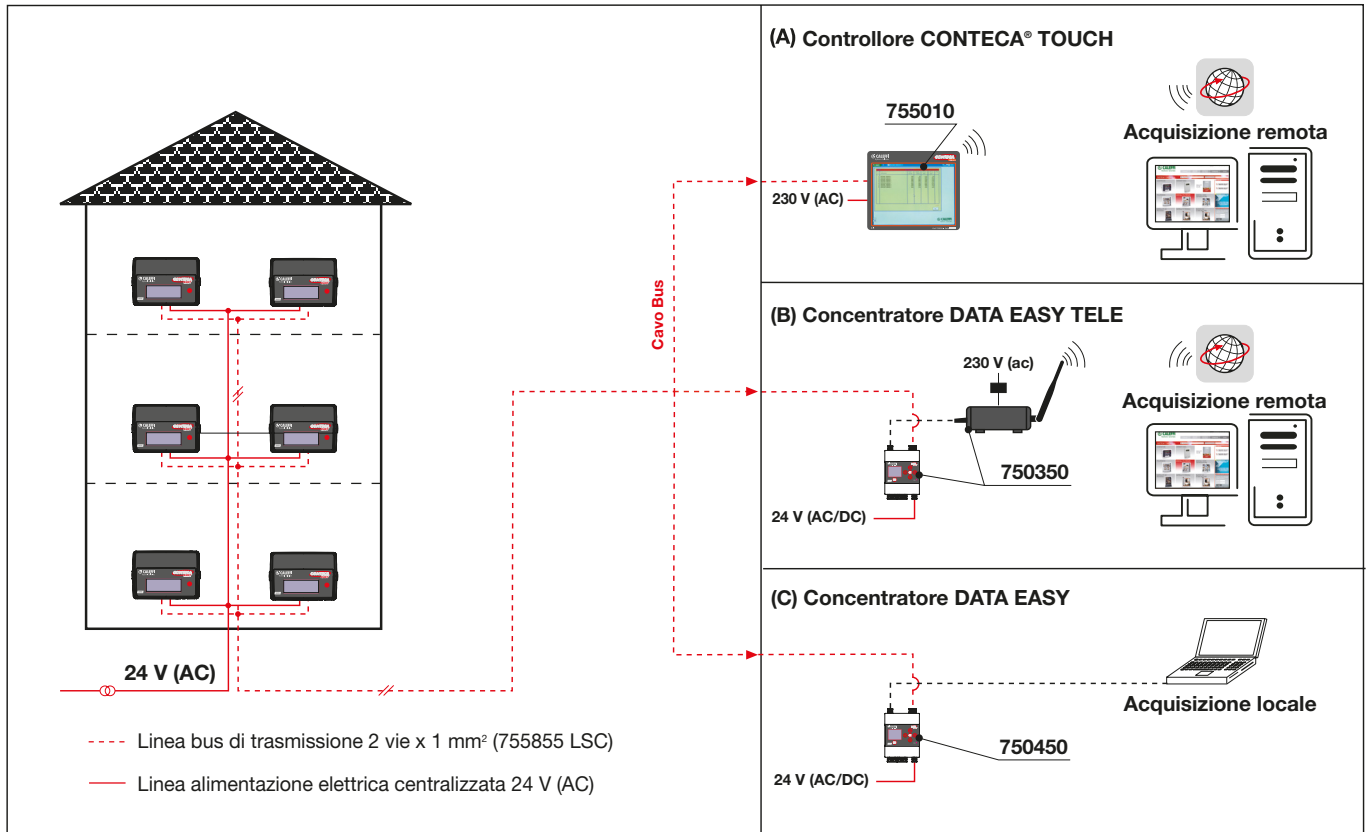 (A) Controllore CONTECA® TOUCH
755010
Acquisizione remota
230 V (AC)
CALEFFI
Cavo Bus
(B) Concentratore DATA EASY TELE
230 V (ac)
Acquisizione remota
750350
24 V (AC/DC)
(C) Concentratore DATA EASY
Acquisizione locale
750450
24 V (AC/DC)
24 V (AC)
Linea bus di trasmissione 2 vie x 1 mm² (755855 LSC)
Linea alimentazione elettrica centralizzata 24 V (AC)